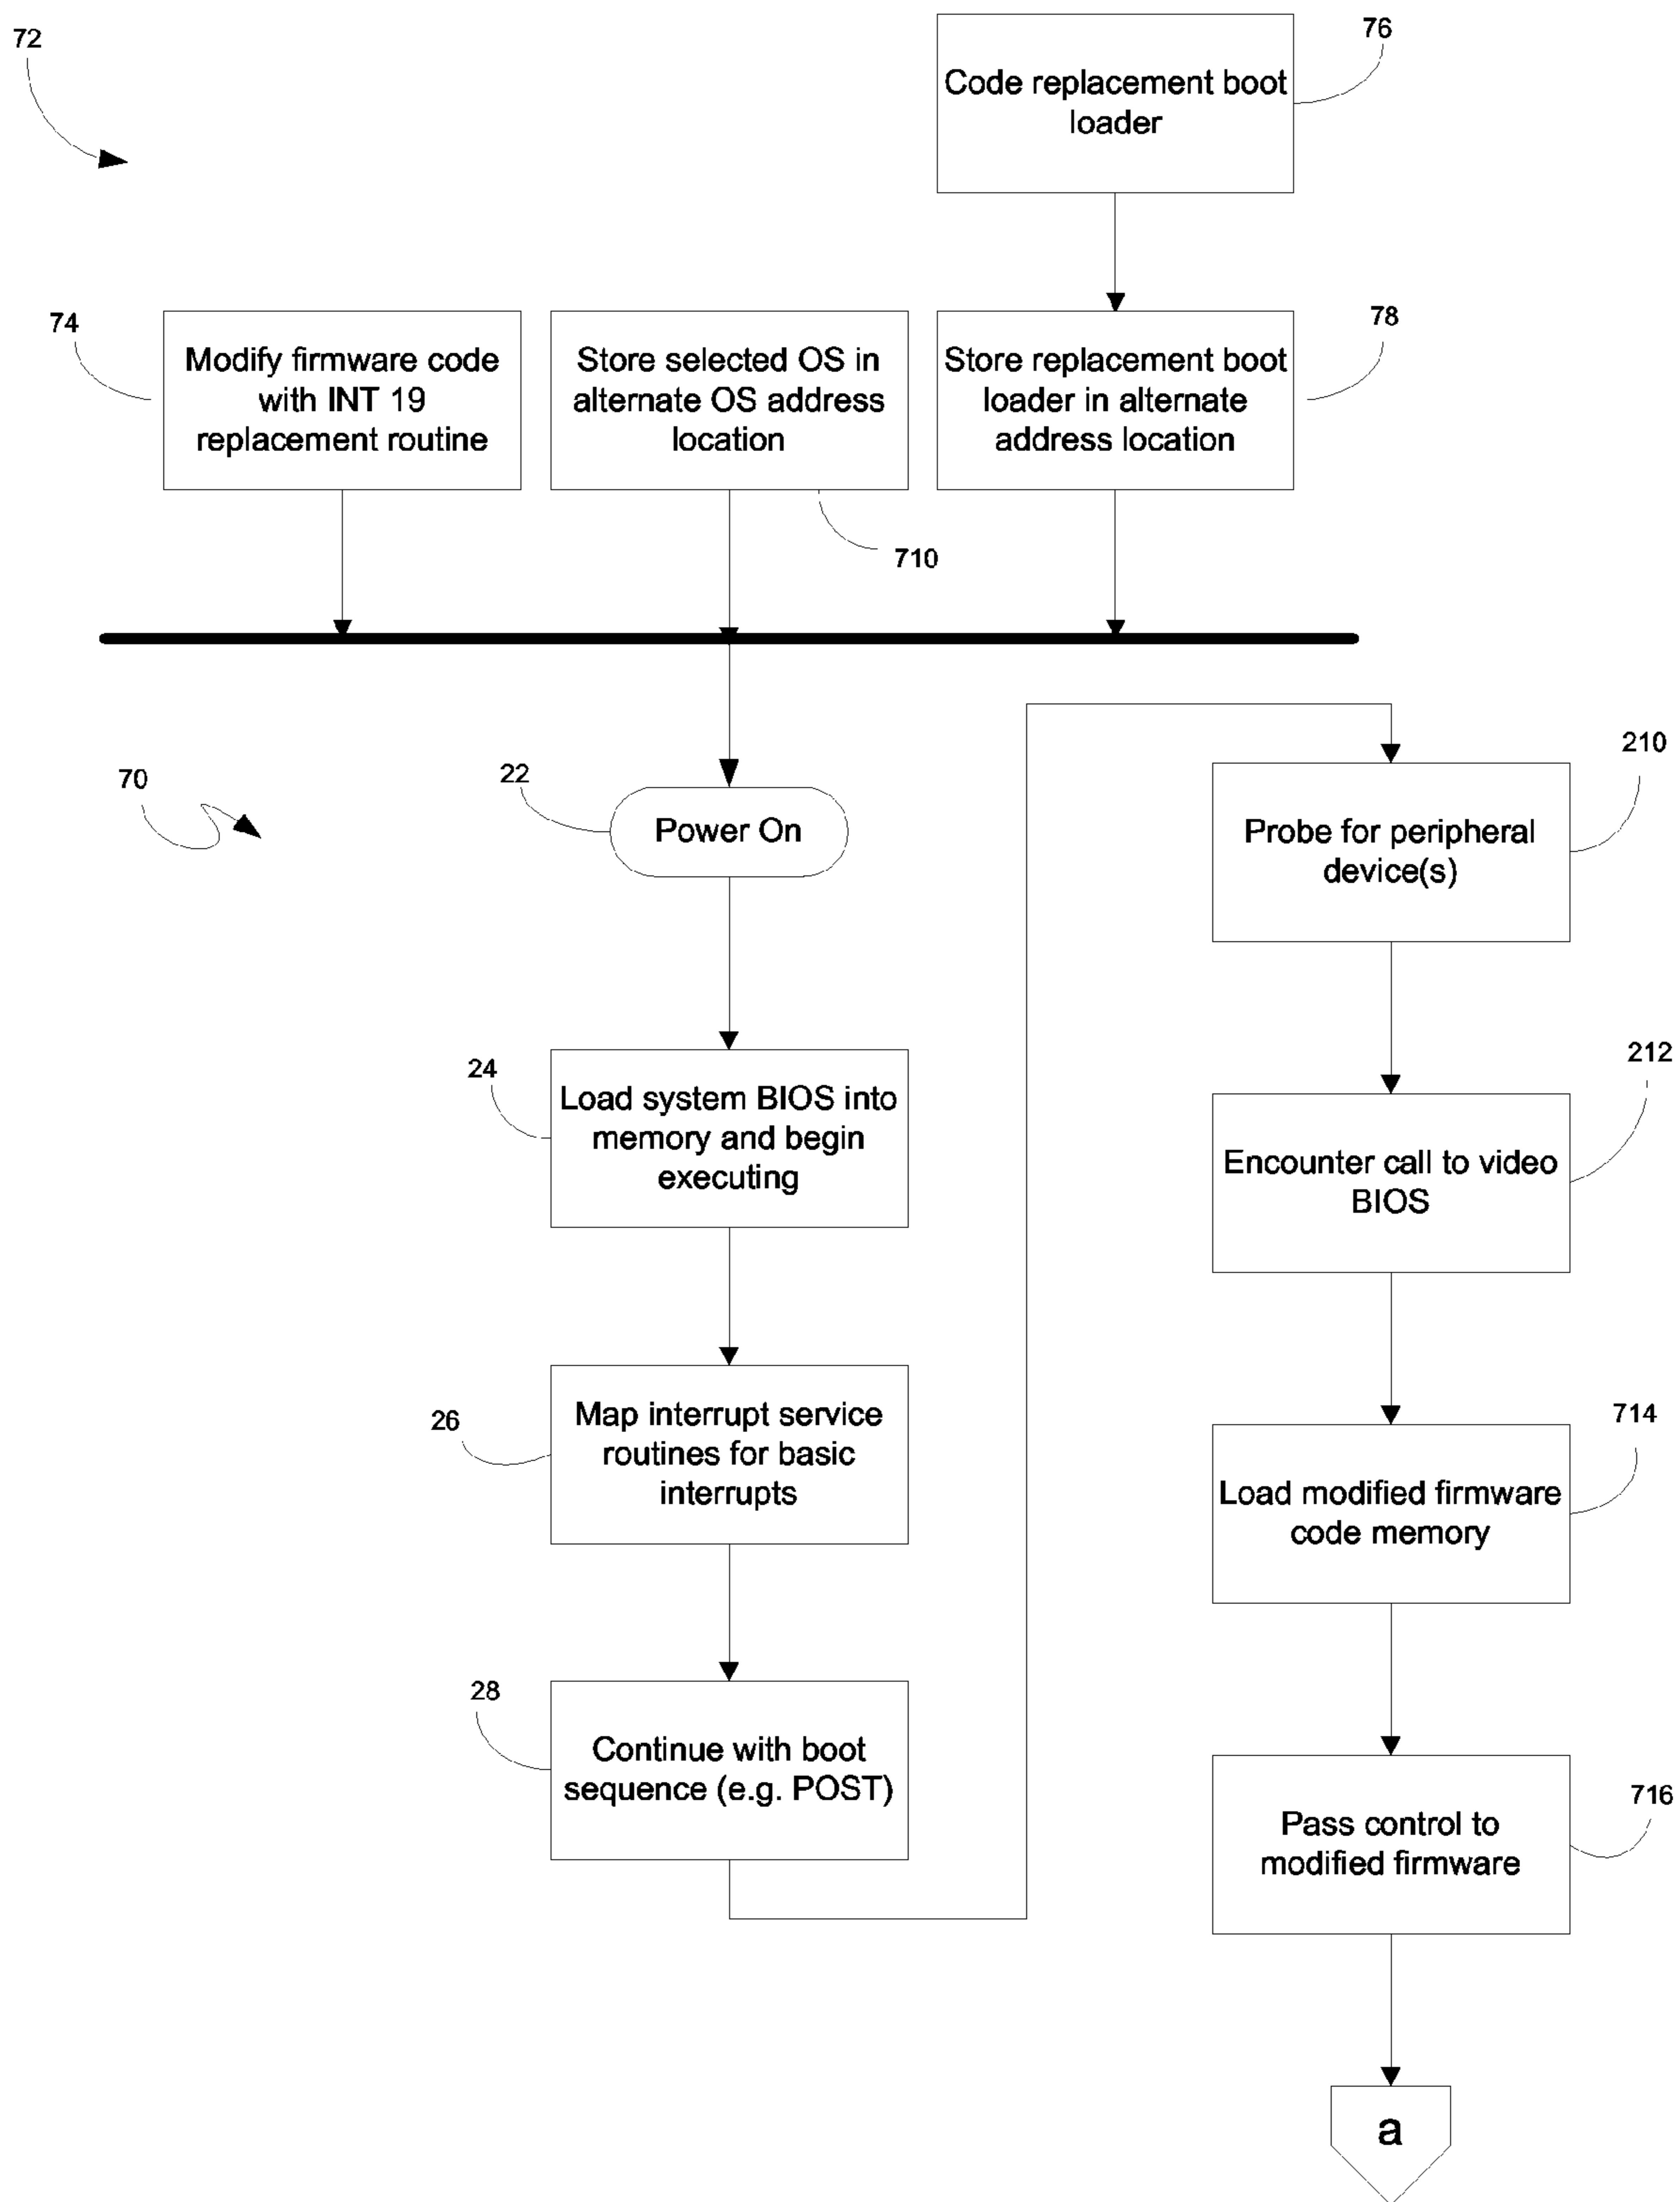 72
76
Code replacement boot
loader
74
Modify firmware code
with INT 19
replacement routine
Store selected OS in
alternate OS address
location
710
78
Store replacement boot
loader in alternate
address location
70
22
Power On
24
Load system BIOS into
memory and begin
executing
26
Map interrupt service
routines for basic
interrupts
28
Continue with boot
sequence (e.g. POST)
210
Probe for peripheral
device(s)
212
Encounter call to video
BIOS
714
Load modified firmware
code memory
716
Pass control to
modified firmware
a